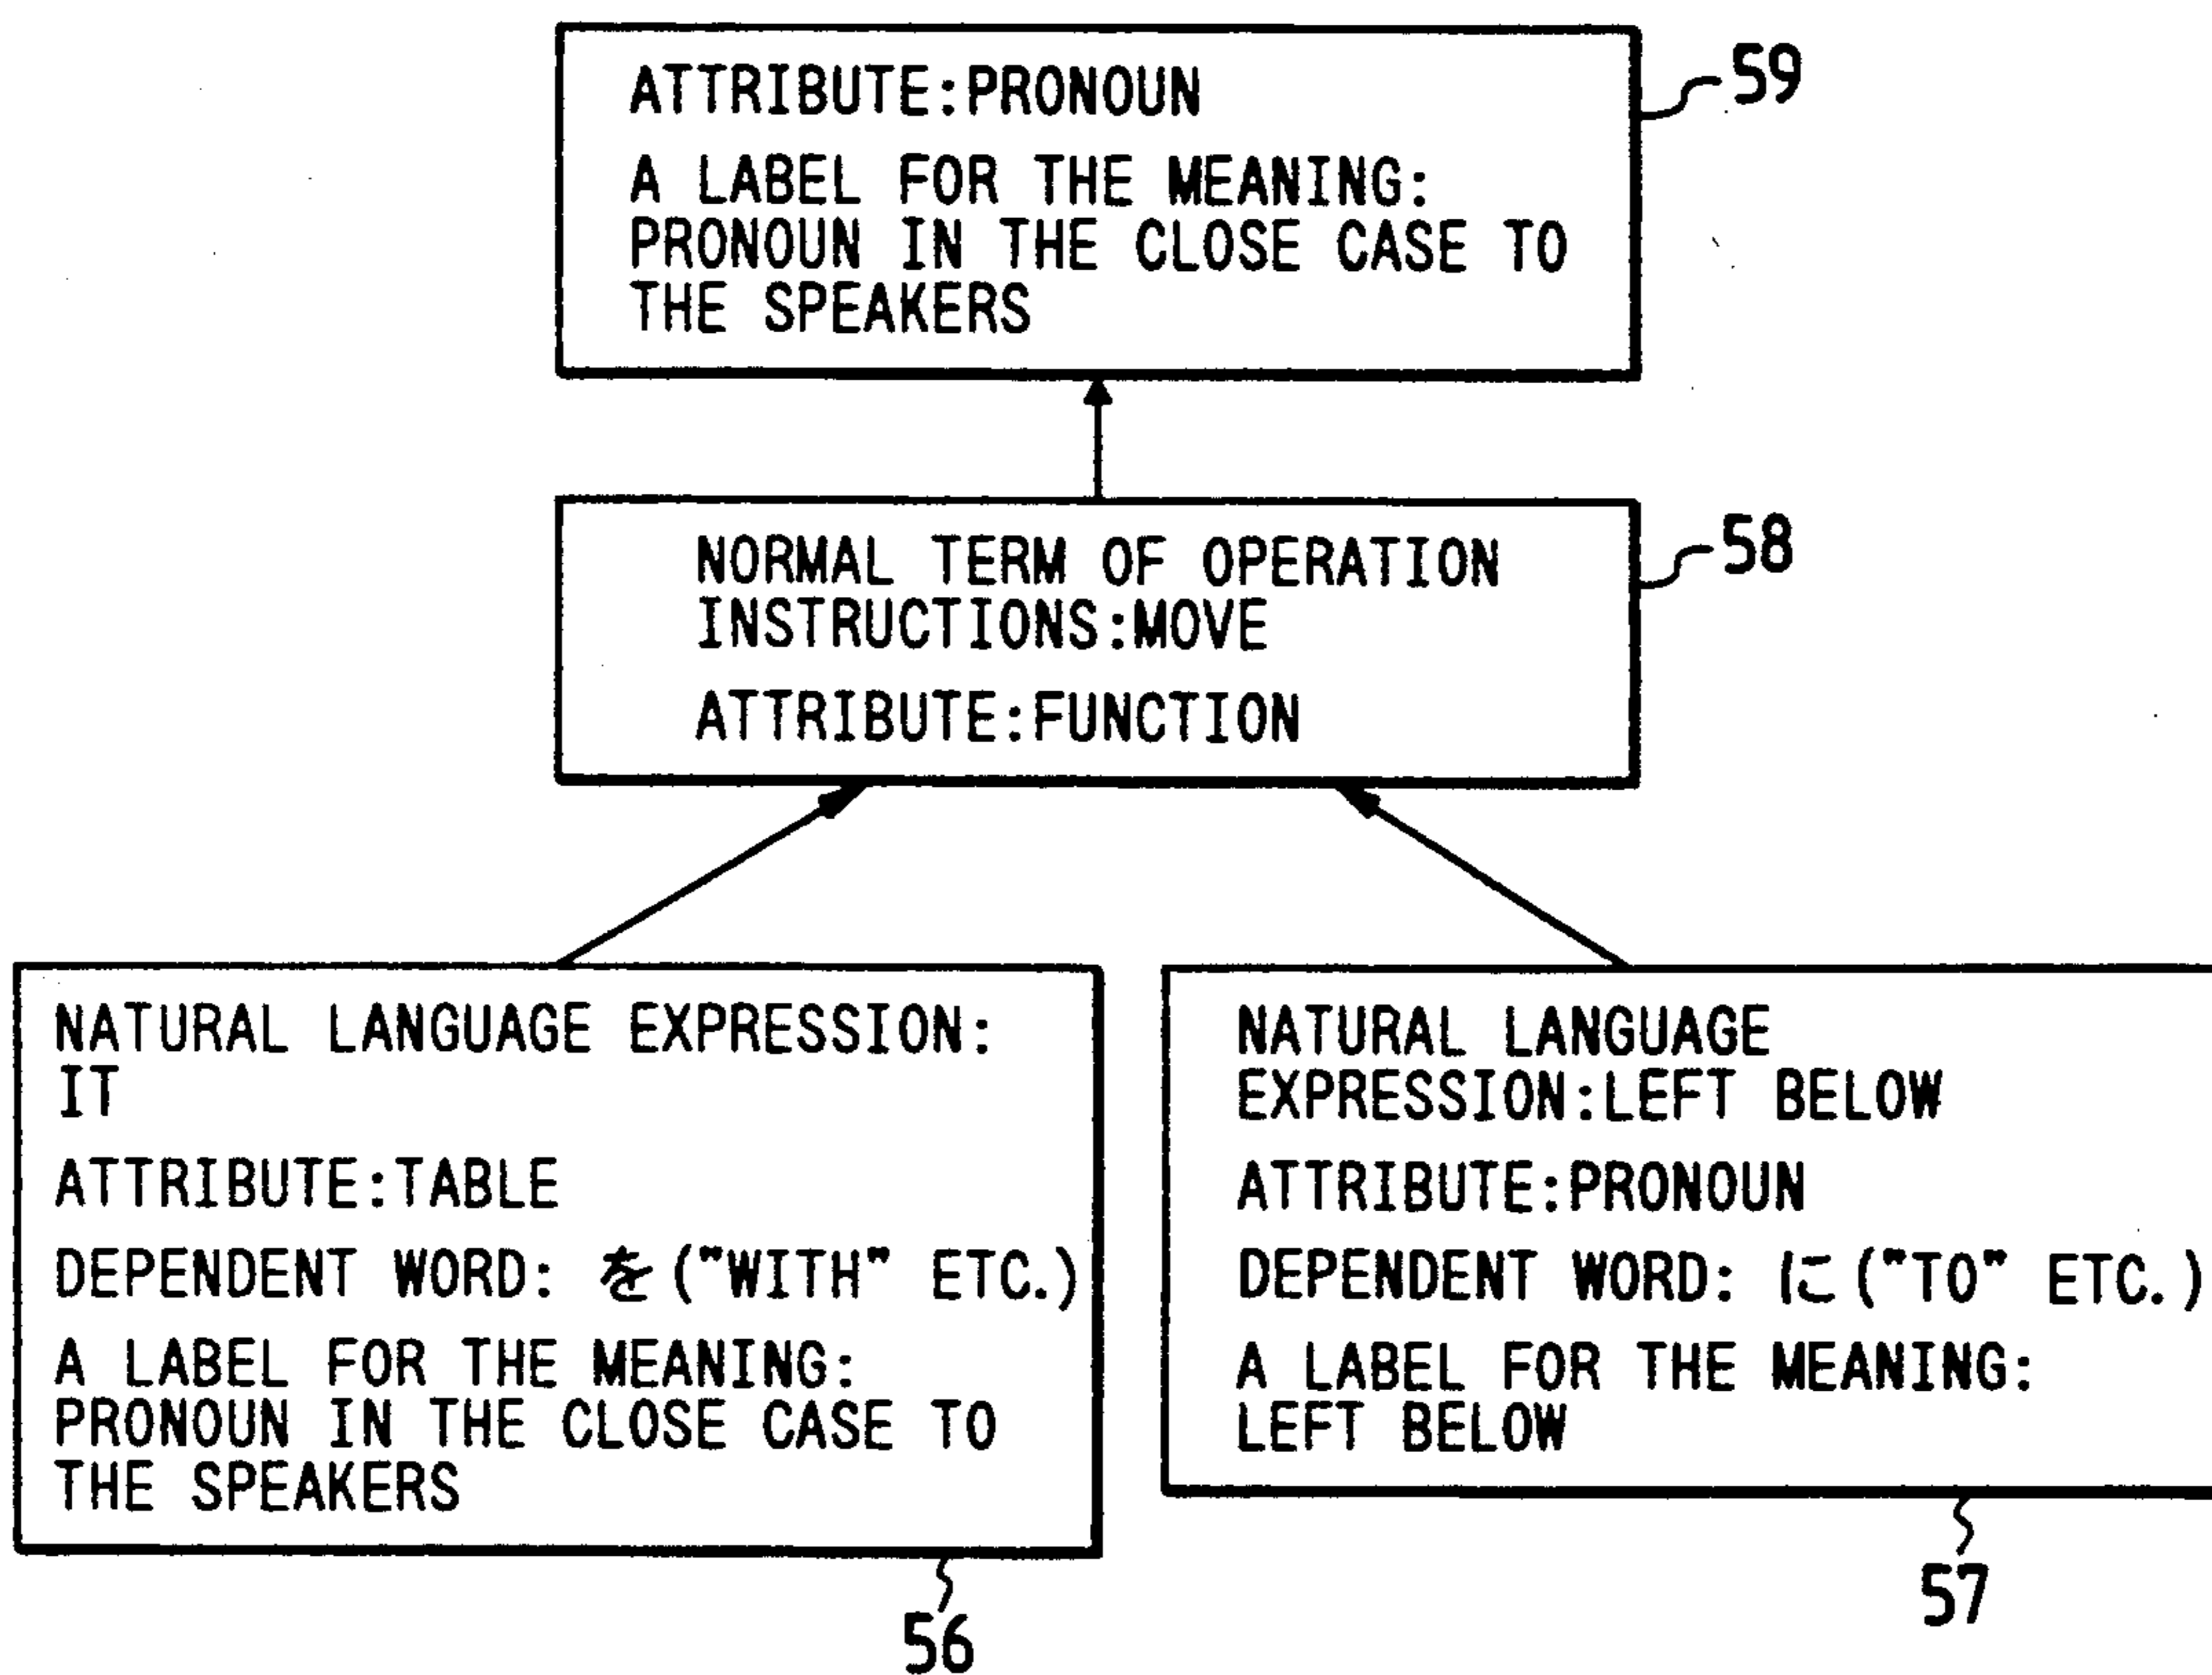 ATTRIBUTE:PRONOUN
A LABEL FOR THE MEANING:
PRONOUN IN THE CLOSE CASE TO
THE SPEAKERS
59
NORMAL TERM OF OPERATION
INSTRUCTIONS:MOVE
ATTRIBUTE:FUNCTION
58
NATURAL LANGUAGE EXPRESSION:
IT
ATTRIBUTE:TABLE
DEPENDENT WORD: を("WITH" ETC.)
A LABEL FOR THE MEANING:
PRONOUN IN THE CLOSE CASE TO
THE SPEAKERS
56
NATURAL LANGUAGE
EXPRESSION:LEFT BELOW
ATTRIBUTE:PRONOUN
DEPENDENT WORD: に("TO" ETC.)
A LABEL FOR THE MEANING:
LEFT BELOW
57